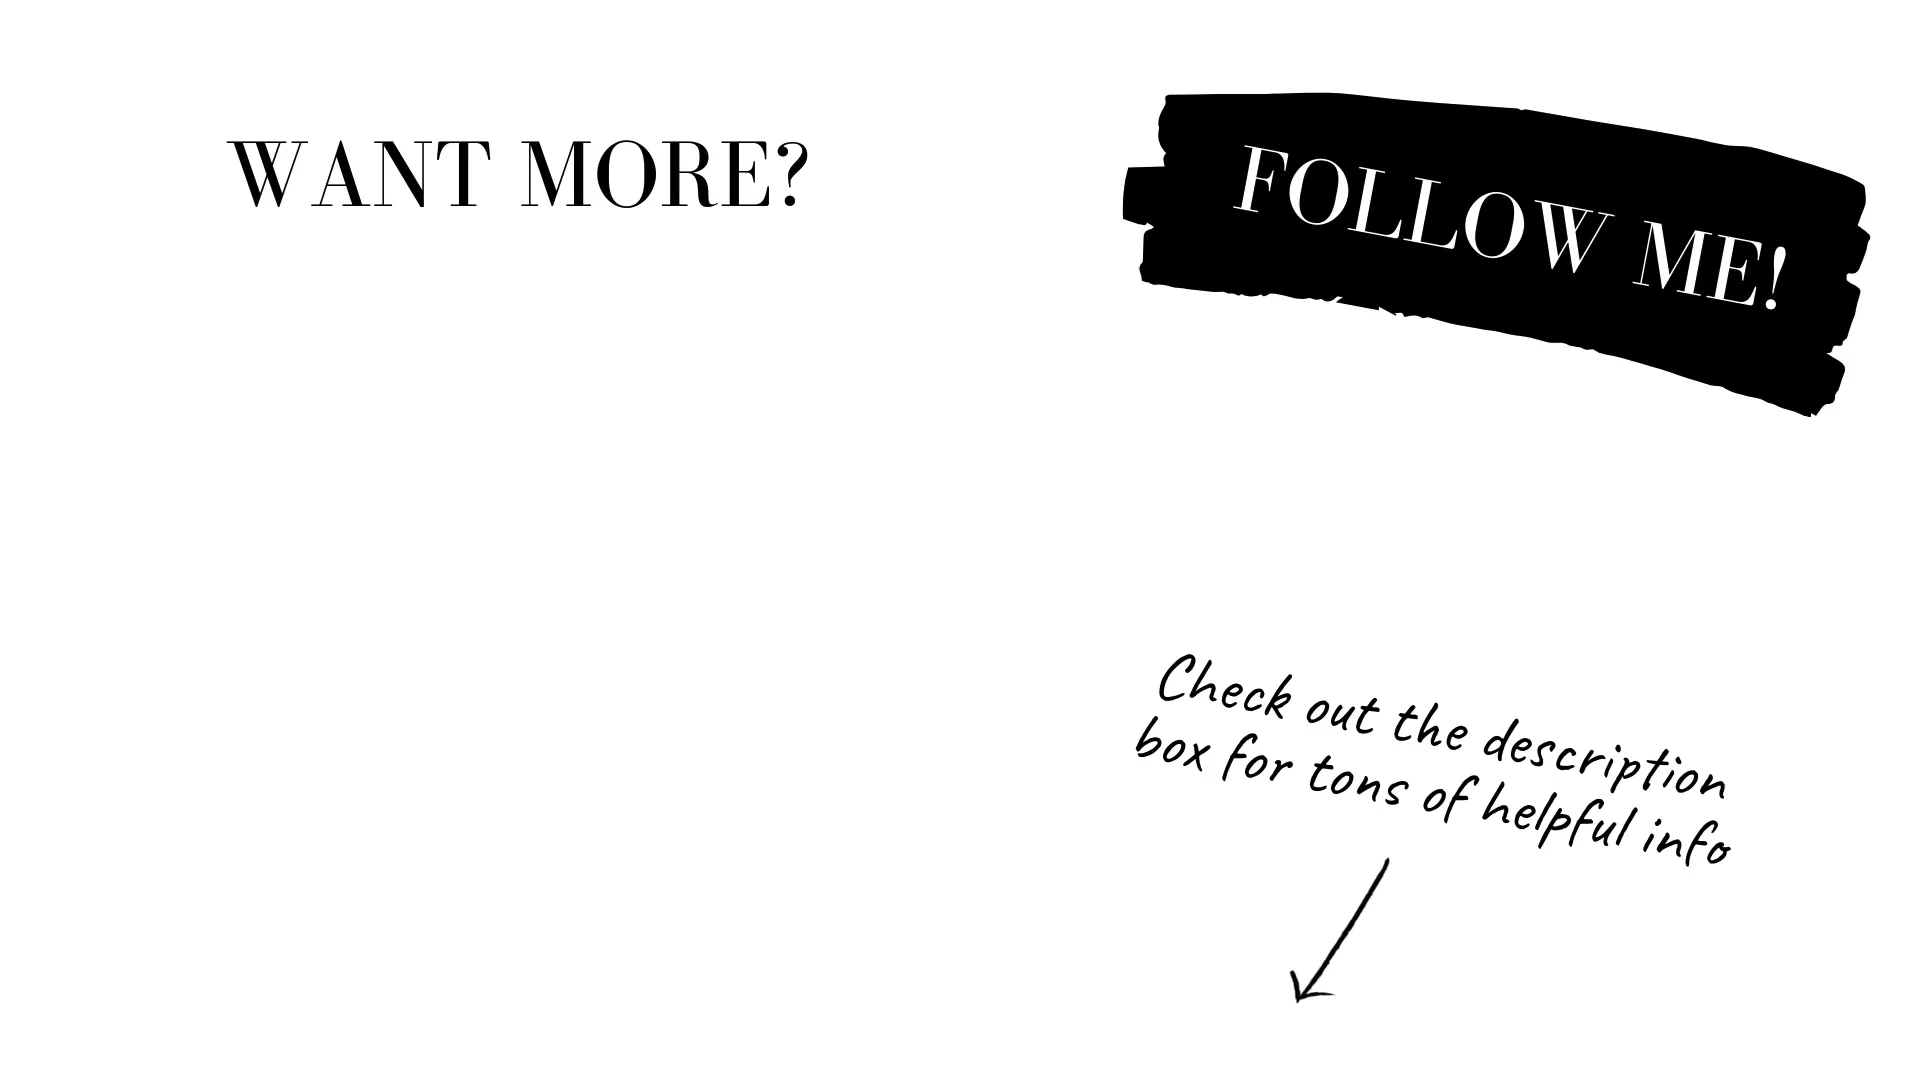 WANT MORE?
FOLLOW ME!
Check out the description
box for tons of helpful info